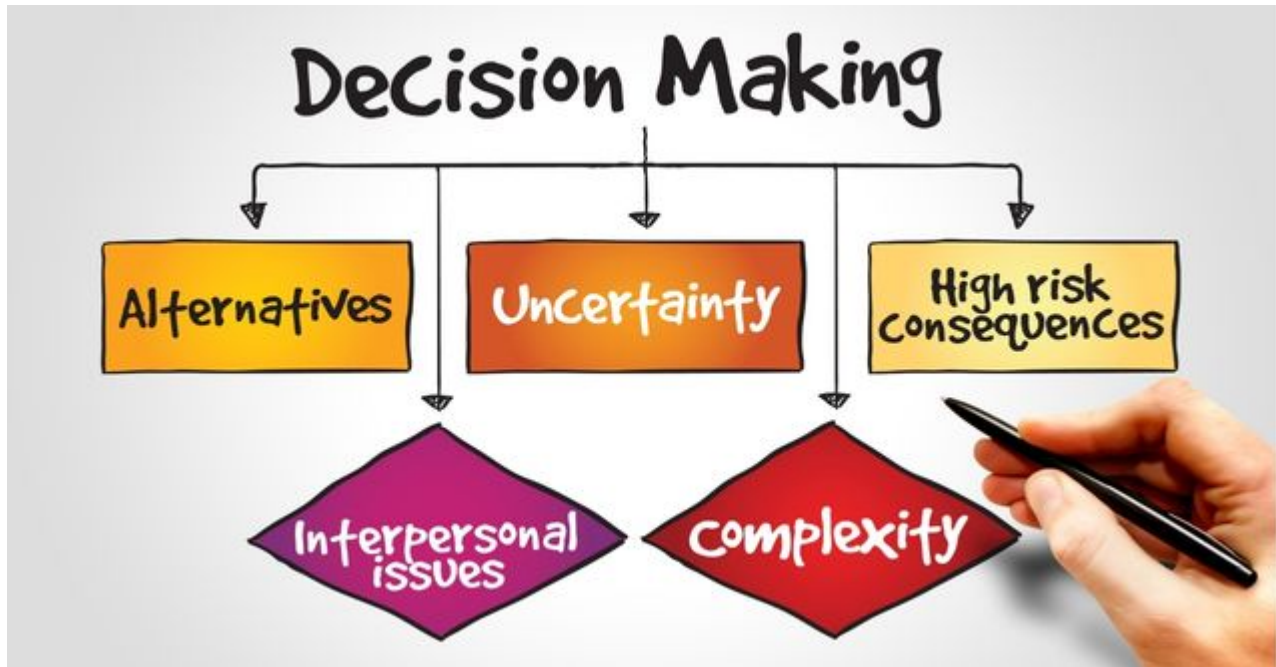 Decision Making
Alternatives
Uncertainty
High risk
consequences
Interpersonal
issues
complexity